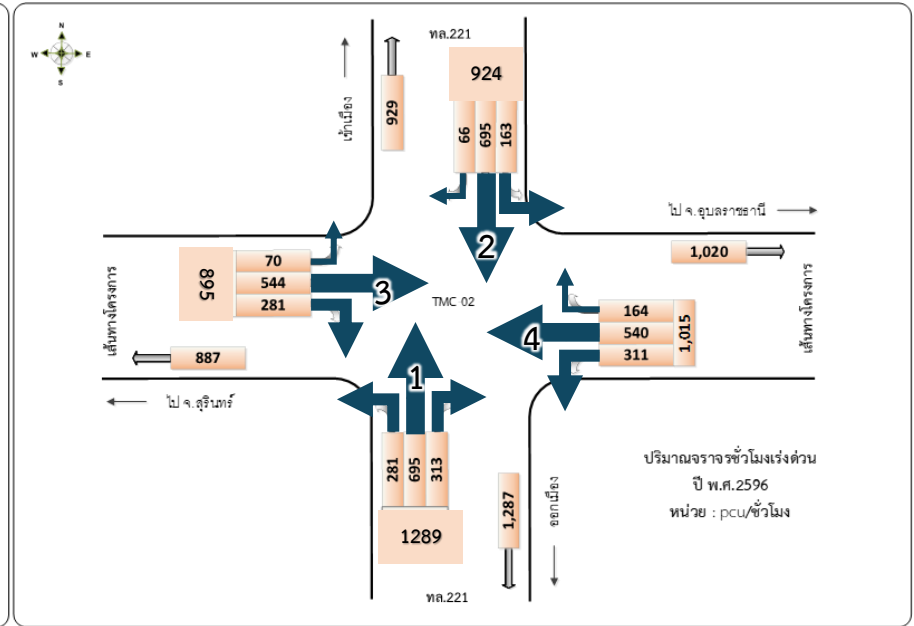 N
W E
S
ทล.221
924
66 695 163
929
เข้าเมือง
ไป จ.อุบลราชธานี
1,020
2
895
70
544
281
3
TMC 02
เส้นทางโครงการ
164
540
311
1,015
4
เส้นทางโครงการ
887
ไป จ.สุรินทร์
1
281 695 313
1289
1,287
ออกเมือง
ปริมาณจราจรชั่วโมงเร่งด่วน
ปี พ.ศ.2596
หน่วย : pcu/ชั่วโมง
ทล.221